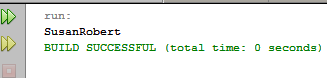 run:
SusanRobert
BUILD SUCCESSFUL (total time: 0 seconds)